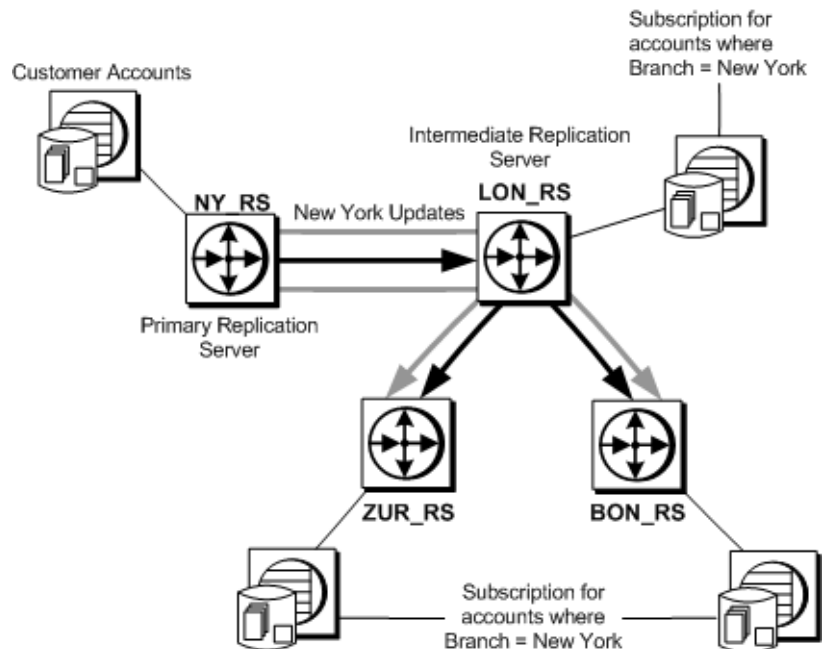 Subscription for
accounts where
Branch = New York
Customer Accounts
Intermediate Replication
Server
NY_RS
New York Updates
LON_RS
Primary Replication
Server
ZUR_RS
BON_RS
Subscription for
accounts where
Branch = New York